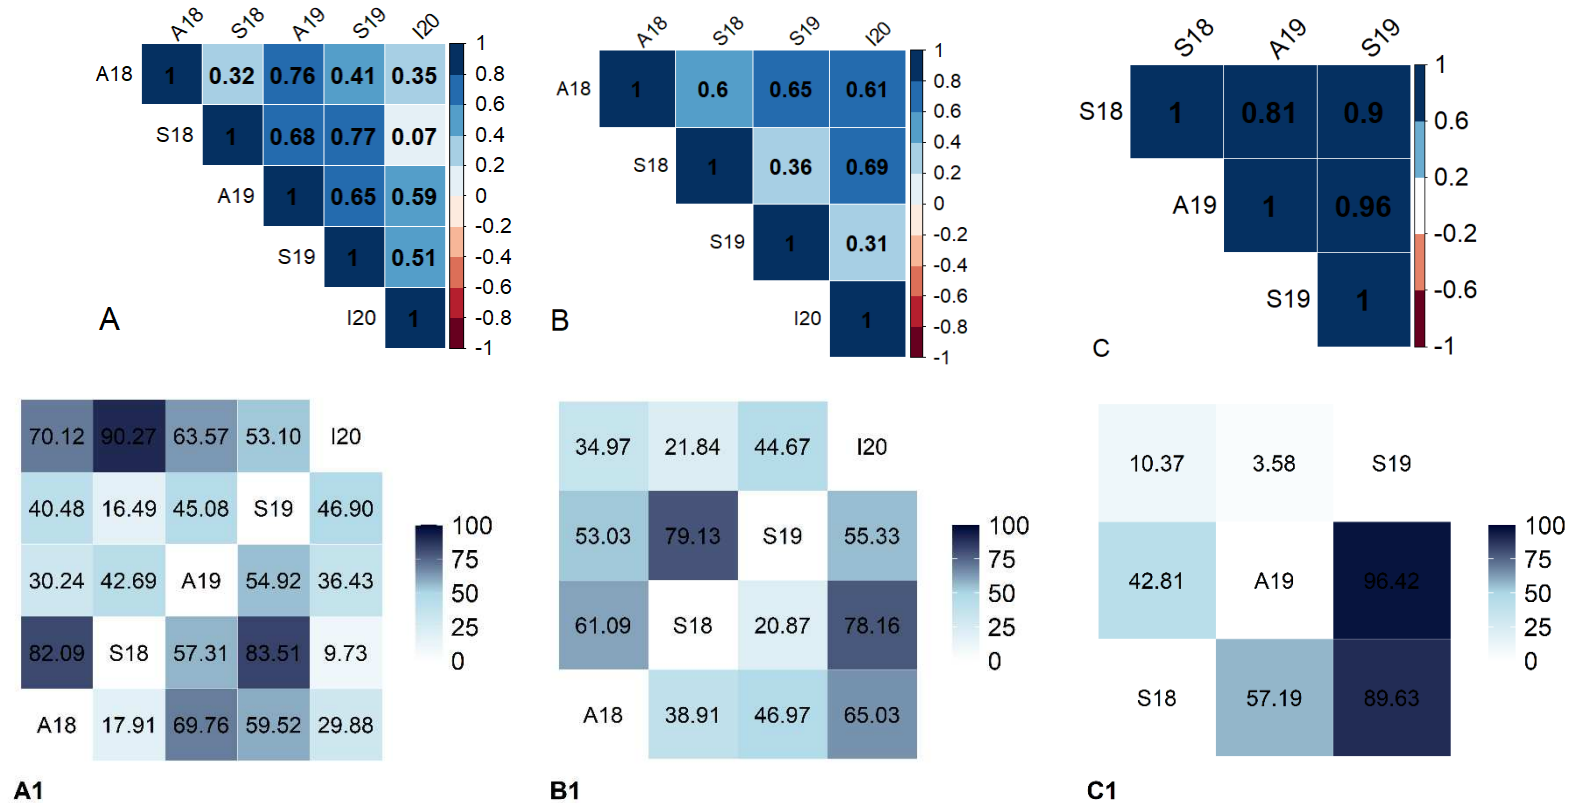 A18 S18 A19 S19 I20
A18 1 0.32 0.76 0.41 0.35
S18 1 0.68 0.77 0.07
A19 1 0.65 0.59
S19 1 0.51
I20 1
1
0.8
0.6
0.4
0.2
0
-0.2
-0.4
-0.6
-0.8
-1
A
A18 S18 S19 I20
A18 1 0.6 0.65 0.61
S18 1 0.36 0.69
S19 1 0.31
I20 1
1
0.8
0.6
0.4
0.2
0
-0.2
-0.4
-0.6
-0.8
-1
B
S18 A19 S19
S18 1 0.81 0.9
A19 1 0.96
S19 1
1
0.6
0.2
-0.2
-0.6
-1
C
70.12 90.27 63.57 53.10 I20
40.48 16.49 45.08 S19 46.90
30.24 42.69 A19 54.92 36.43
82.09 S18 57.31 83.51 9.73
A18 17.91 69.76 59.52 29.88
100
75
50
25
0
A1
34.97 21.84 44.67 I20
53.03 79.13 S19 55.33
61.09 S18 20.87 78.16
A18 38.91 46.97 65.03
100
75
50
25
0
B1
10.37 3.58 S19
42.81 A19 96.42
S18 57.19 89.63
100
75
50
25
0
C1